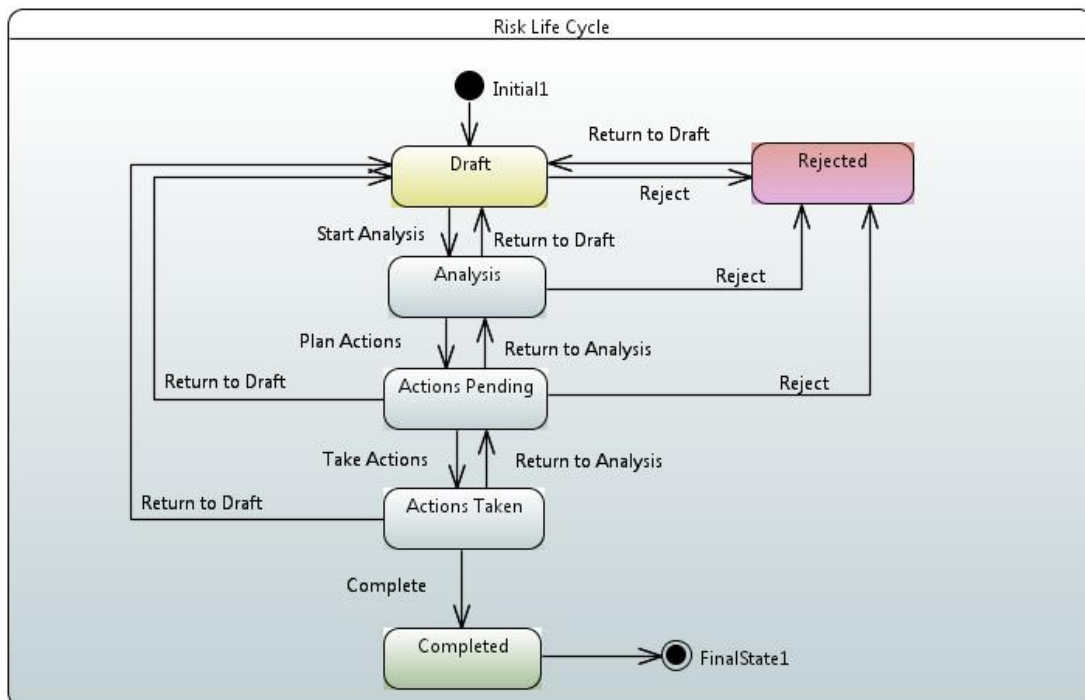 Risk Life Cycle
Initial1
Return to Draft
Draft
Rejected
Reject
Start Analysis
Return to Draft
Analysis
Reject
Plan Actions
Return to Analysis
Return to Draft
Actions Pending
Reject
Take Actions
Return to Analysis
Return to Draft
Actions Taken
Complete
Completed
FinalState1